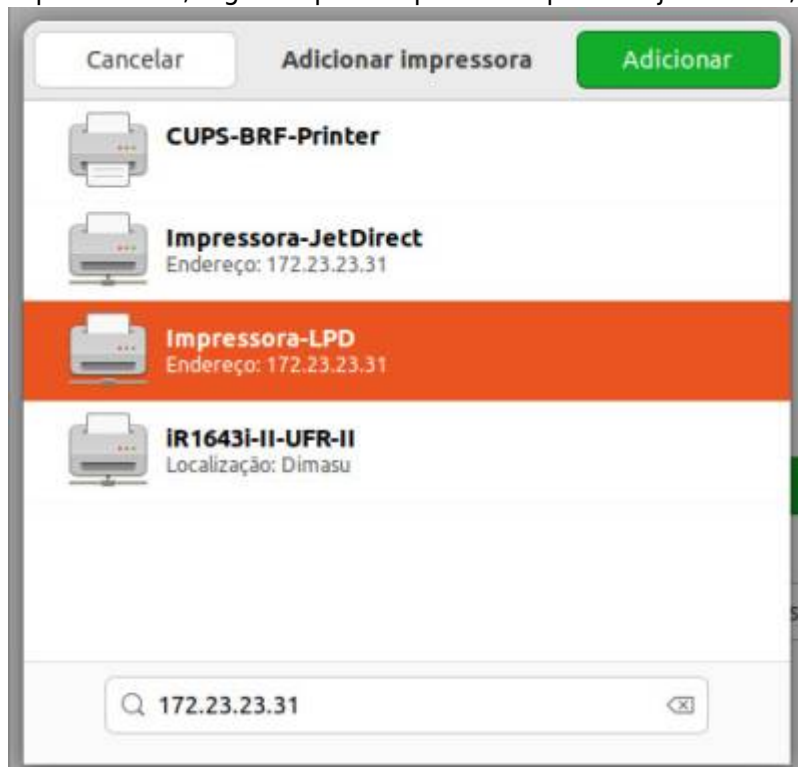 Cancelar
Adicionar impressora
Adicionar
CUPS-BRF-Printer
Impressora-JetDirect
Endereço: 172.23.23.31
Impressora-LPD
Endereço: 172.23.23.31
iR1643i-II-UFR-II
Localização: Dimasu
172.23.23.31